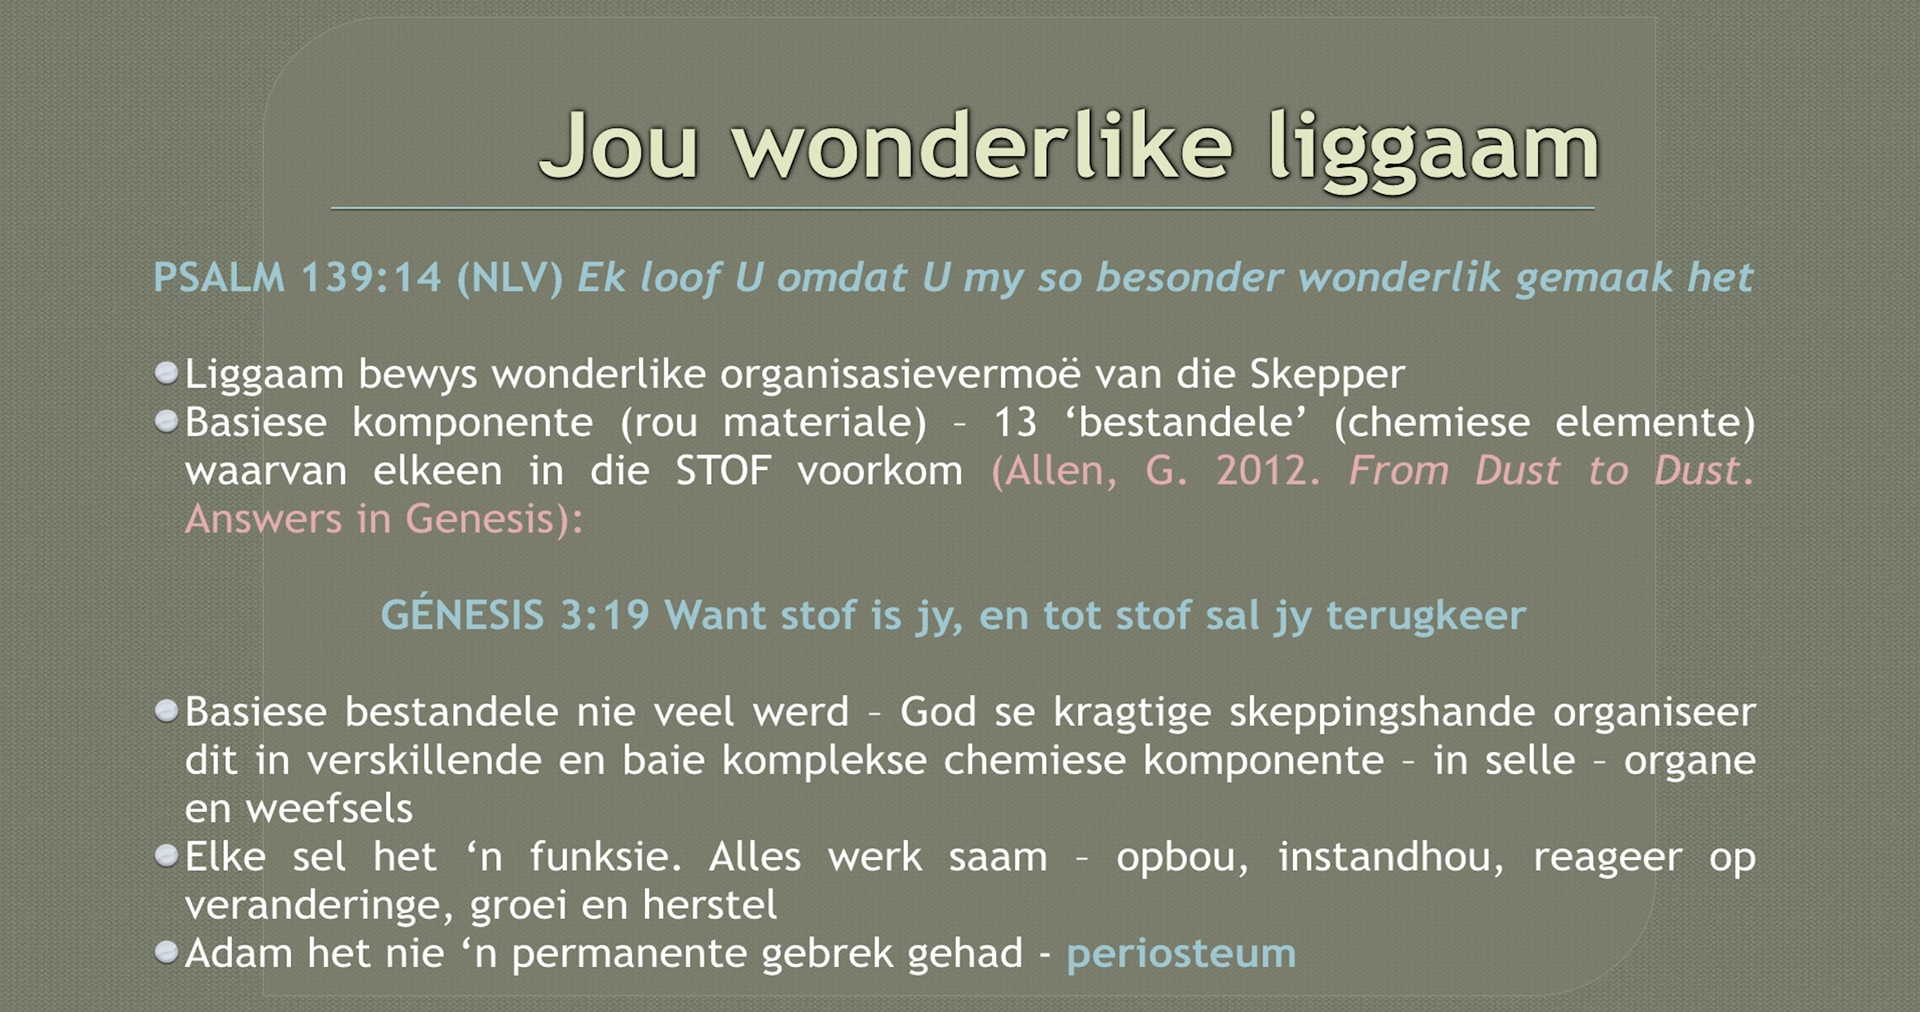 Jou wonderlike liggaam
PSALM 139:14 (NLV) Ek loof U omdat U my so besonder wonderlik gemaak het
Liggaam bewys wonderlike organisasievermoë van die Skepper
Basiese komponente (rou materiale) – 13 ‘bestandele’ (chemiese elemente)
waarvan elkeen in die STOF voorkom (Allen, G. 2012. From Dust to Dust.
Answers in Genesis):
GÉNESIS 3:19 Want stof is jy, en tot stof sal jy terugkeer
Basiese bestandele nie veel werd – God se kragtige skeppingshande organiseer
dit in verskillende en baie komplekse chemiese komponente – in selle – organe
en weefsels
Elke sel het ‘n funksie. Alles werk saam – opbou, instandhou, reageer op
veranderinge, groei en herstel
Adam het nie ‘n permanente gebrek gehad - periosteum